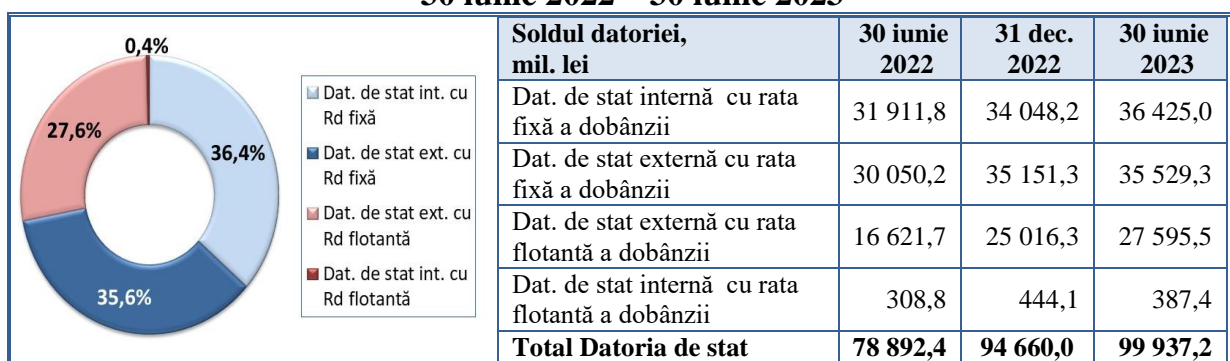 30 iunie 2022 – 30 iunie 2023
0,4%
27,6%
36,4%
35,6%
Dat. de stat int. cu
Rd fixă
Dat. de stat ext. cu
Rd fixă
Dat. de stat ext. cu
Rd flotantă
Dat. de stat int. cu
Rd flotantă
Soldul datoriei, 30 iunie 31 dec. 30 iunie
mil. lei 2022 2022 2023
Dat. de stat internă cu rata
fixă a dobânzii 31 911,8 34 048,2 36 425,0
Dat. de stat externă cu rata
fixă a dobânzii 30 050,2 35 151,3 35 529,3
Dat. de stat externă cu rata
flotantă a dobânzii 16 621,7 25 016,3 27 595,5
Dat. de stat internă cu rata
flotantă a dobânzii 308,8 444,1 387,4
Total Datoria de stat 78 892,4 94 660,0 99 937,2